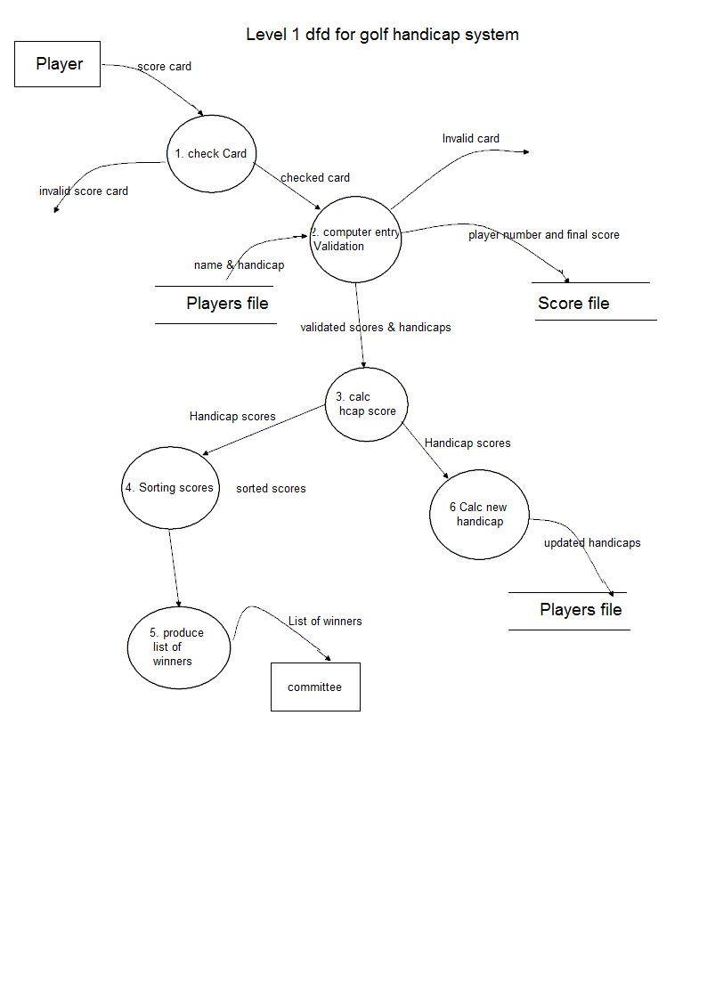 Level 1 dfd for golf handicap system
Player
score card
1. check Card
Invalid card
checked card
invalid score card
2. computer entry
Validation
player number and final score
name & handicap
Players file
Score file
validated scores & handicaps
3. calc
hcap score
Handicap scores
Handicap scores
4. Sorting scores
sorted scores
6 Calc new
handicap
updated handicaps
Players file
5. produce
list of
winners
List of winners
committee